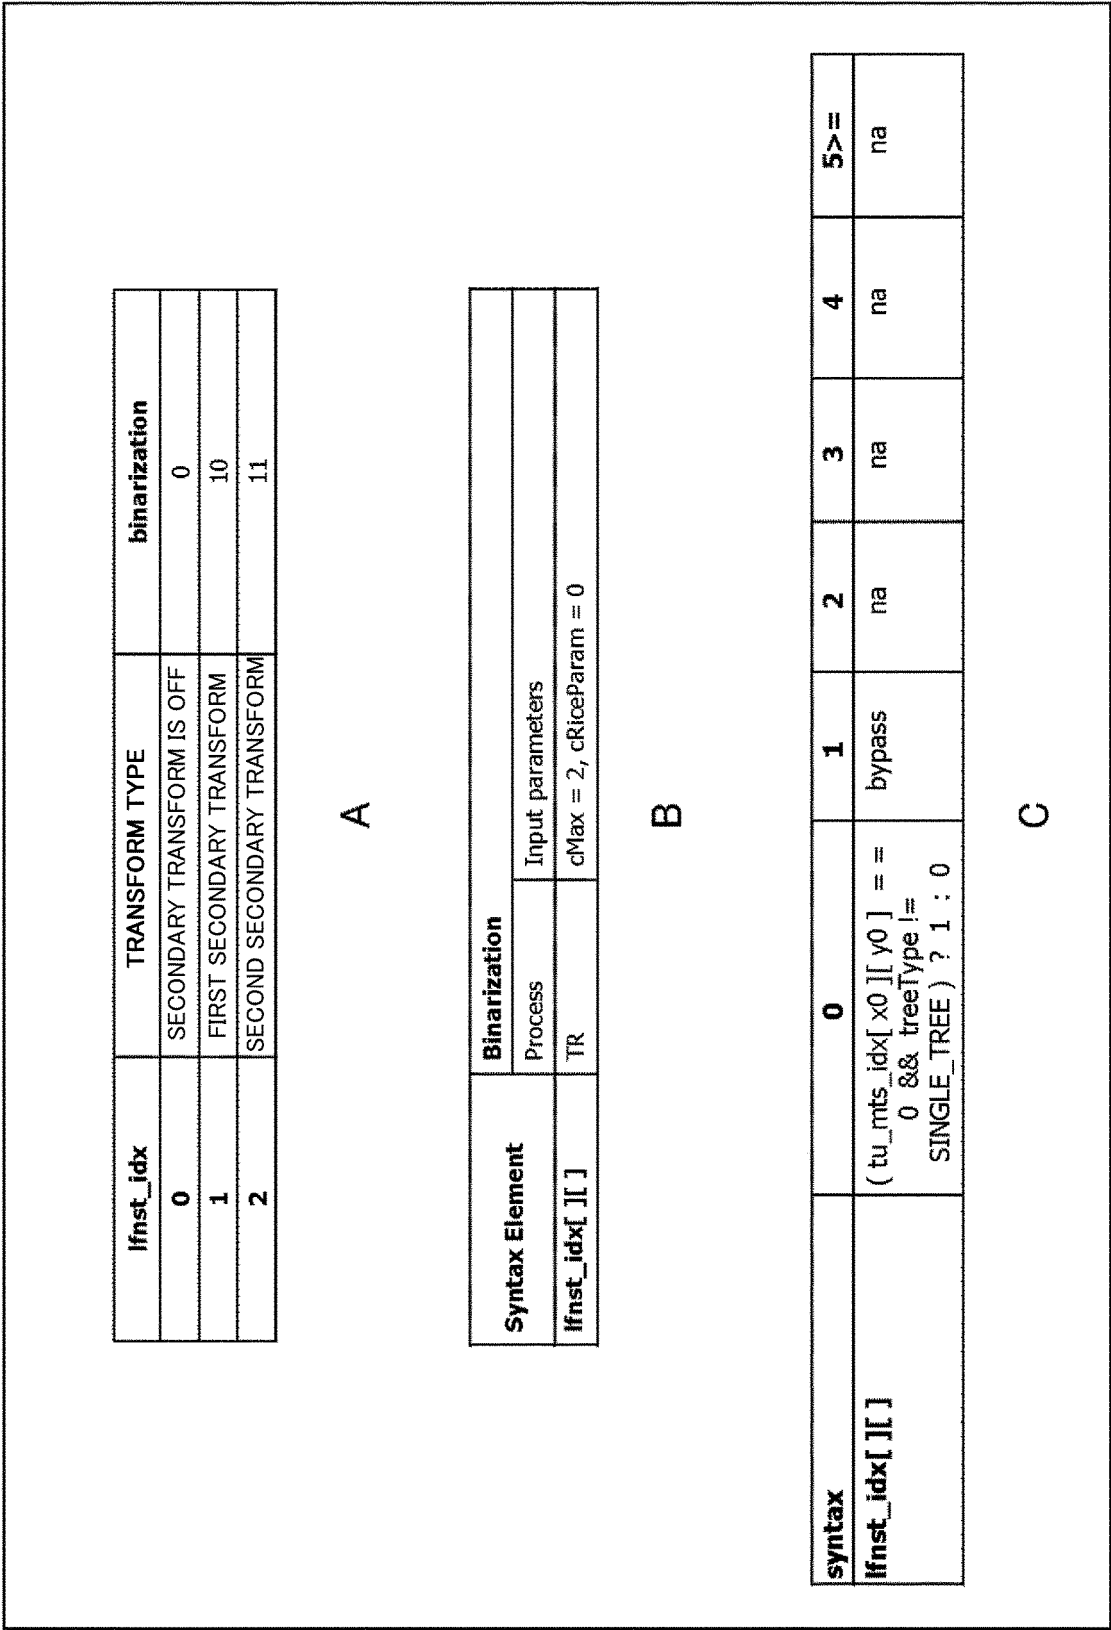 lfnst_idx TRANSFORM TYPE binarization
0 SECONDARY TRANSFORM IS OFF 0
1 FIRST SECONDARY TRANSFORM 10
2 SECOND SECONDARY TRANSFORM 11
A
Syntax Element Binarization
Process Input parameters
lfnst_idx[ ][ ] TR cMax = 2, cRiceParam = 0
B
syntax 0 1 2 3 4 5>=
lfnst_idx[ ][ ] ( tu_mts_idx[ x0 ][ y0 ] = = bypass na na na na
0 && treeType !=
SINGLE_TREE ) ? 1 : 0
C